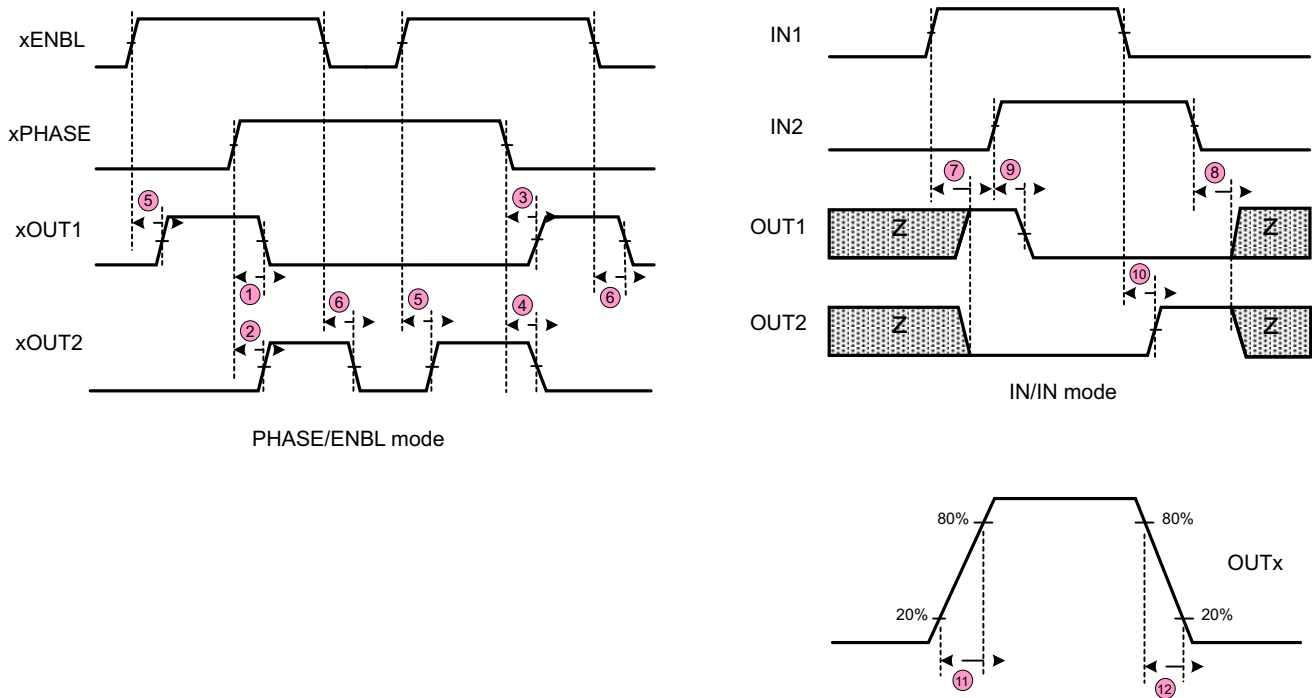 xENBL
xPHASE
5
3
xOUT1
1
6
6
5
4
2
xOUT2
PHASE/ENBL mode
IN1
IN2
7
9
8
OUT1
Z
Z
10
OUT2
Z
Z
IN/IN mode
80%
80%
OUTx
20%
20%
11
12